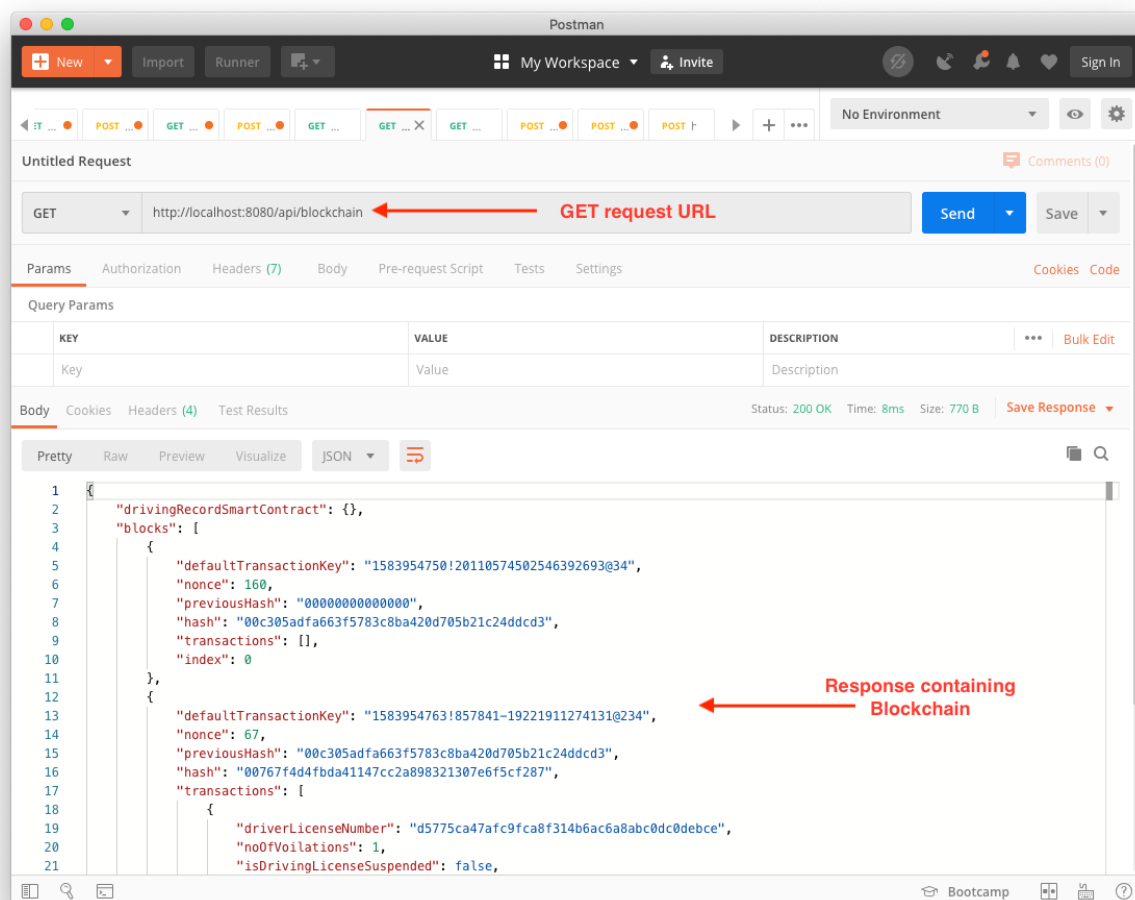 Postman
New Import Runner My Workspace Invite Sign In
ET ... POST ... GET ... POST ... GET ... GET ... GET ... POST ... POST ... POST No Environment
Untitled Request Comments (0)
GET http://localhost:8080/api/blockchain GET request URL Send Save
Params Authorization Headers (7) Body Pre-request Script Tests Settings Cookies Code
Query Params
KEY VALUE DESCRIPTION Bulk Edit
Key Value Description
Body Cookies Headers (4) Test Results Status: 200 OK Time: 8ms Size: 770 B Save Response
Pretty Raw Preview Visualize JSON
1 {
2 "drivingRecordSmartContract": {},
3 "blocks": [
4 {
5 "defaultTransactionKey": "1583954750!20110574502546392693@34",
6 "nonce": 160,
7 "previousHash": "00000000000000",
8 "hash": "00c305adfa663f5783c8ba420d705b21c24ddcd3",
9 "transactions": [],
10 "index": 0
11 },
12 {
Response containing
Blockchain
13 "defaultTransactionKey": "1583954763!857841-19221911274131@234",
14 "nonce": 67,
15 "previousHash": "00c305adfa663f5783c8ba420d705b21c24ddcd3",
16 "hash": "00767f4d4fbda41147cc2a898321307e6f5cf287",
17 "transactions": [
18 {
19 "driverLicenseNumber": "d5775ca47afc9fca8f314b6ac6a8abc0dc0debce",
20 "noOfVoilations": 1,
21 "isDrivingLicenseSuspended": false,
Bootcamp